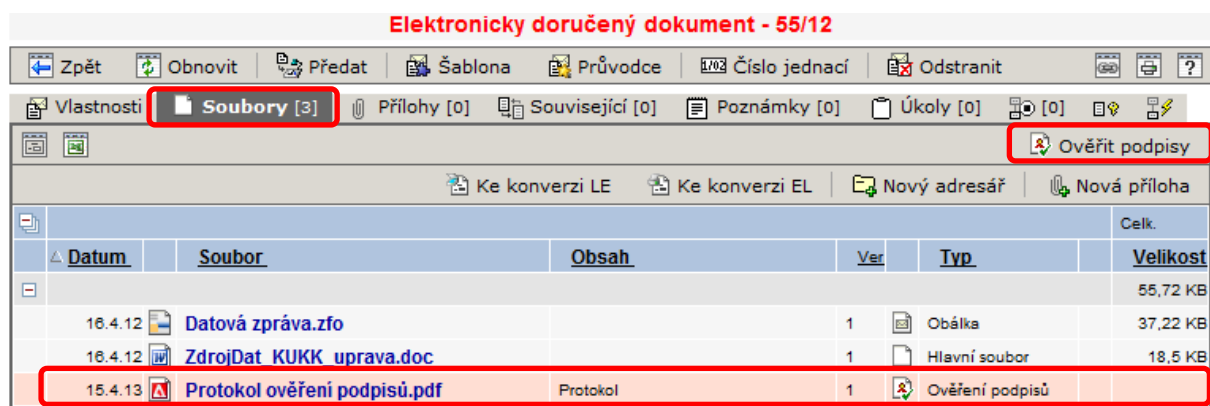 Elektronicky doručený dokument - 55/12
Zpět Obnovit Předat Šablona Průvodce 1/02 Číslo jednací Odstranit ?
Vlastnosti Soubory [3] Přílohy [0] Související [0] Poznámky [0] Úkoly [0] [0]
Ověřit podpisy
Ke konverzi LE Ke konverzi EL Nový adresář Nová příloha
Celk.
Datum Soubor Obsah Ver Typ Velikost
55,72 KB
16.4.12 Datová zpráva.zfo 1 Obálka 37,22 KB
16.4.12 ZdrojDat_KUKK_uprava.doc 1 Hlavní soubor 18,5 KB
15.4.13 Protokol ověření podpisů.pdf Protokol 1 Ověření podpisů